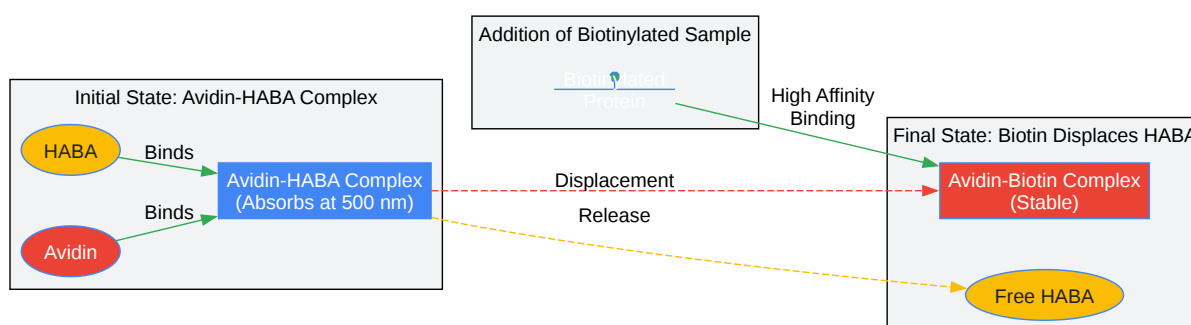 Addition of Biotinylated Sample
Biotinylated
Protein
Initial State: Avidin-HABA Complex
HABA
Binds
Avidin-HABA Complex
(Absorbs at 500 nm)
Binds
Avidin
High Affinity
Binding
Displacement
Release
Final State: Biotin Displaces HABA
Avidin-Biotin Complex
(Stable)
Free HABA